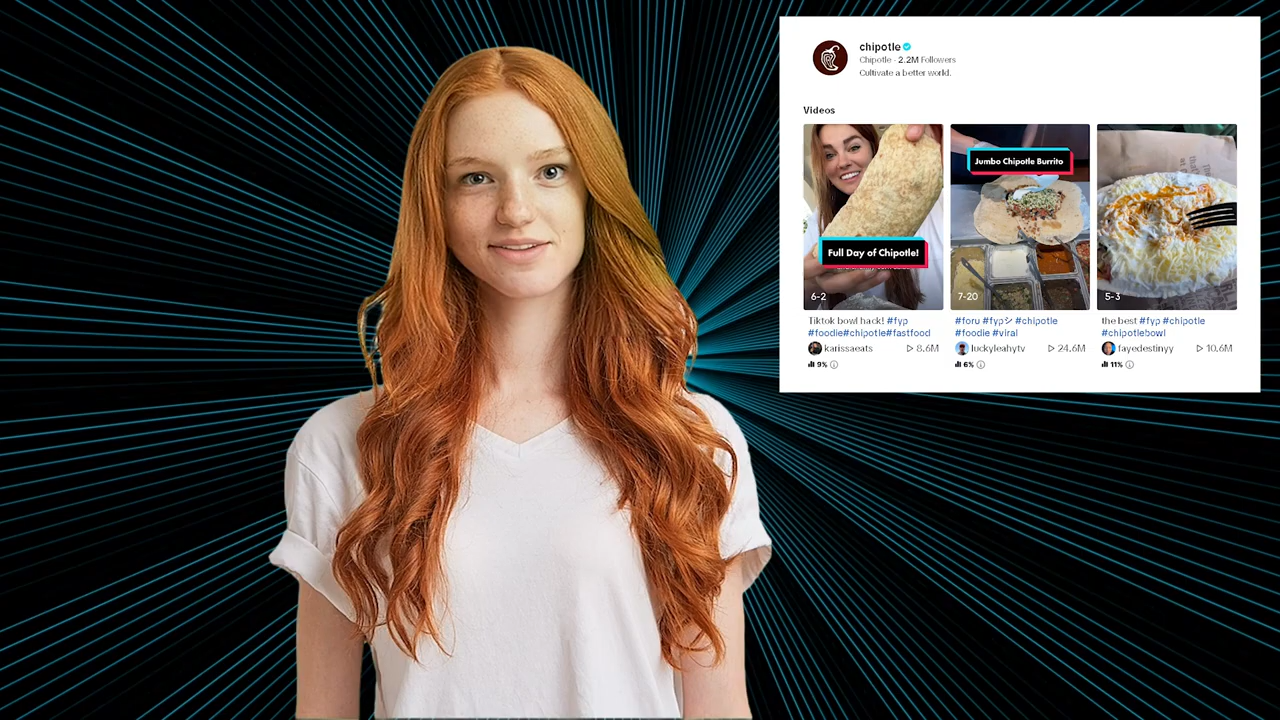 chipotle
Chipotle · 2.2M Followers
Cultivate a better world.
Videos
Full Day of Chipotle!
6-2
Tiktok bowl hack! #fyp
#foodie#chipotle#fastfood
karissaeats 8.6M
9%
Jumbo Chipotle Burrito
7-20
#foru #fypシ #chipotle
#foodie #viral
luckyleahytv 24.6M
6%
5-3
the best #fyp #chipotle
#chipotlebowl
fayedestinyy 10.6M
11%